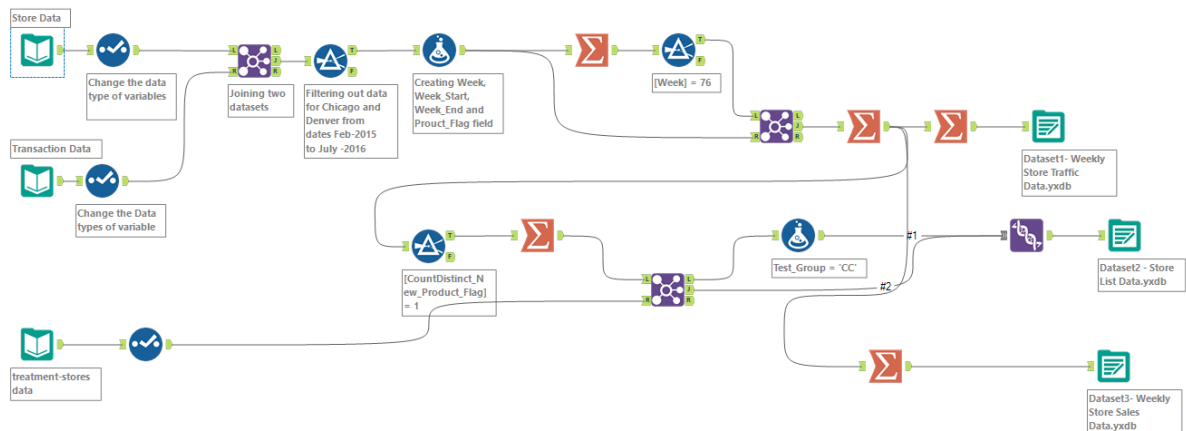 Store Data
Change the data
type of variables
L
R
L
J
R
Joining two
datasets
T
F
Filtering out data
for Chicago and
Denver from
dates Feb-2015
to July -2016
Creating Week,
Week_Start,
Week_End and
Prouct_Flag field
T
F
[Week] = 76
L
R
L
J
R
Dataset1- Weekly
Store Traffic
Data.yxdb
Transaction Data
Change the Data
types of variable
T
F
[CountDistinct_N
ew_Product_Flag]
= 1
L
R
L
J
R
Test_Group = 'CC'
#1
#2
Dataset2 - Store
List Data.yxdb
treatment-stores
data
Dataset3- Weekly
Store Sales
Data.yxdb